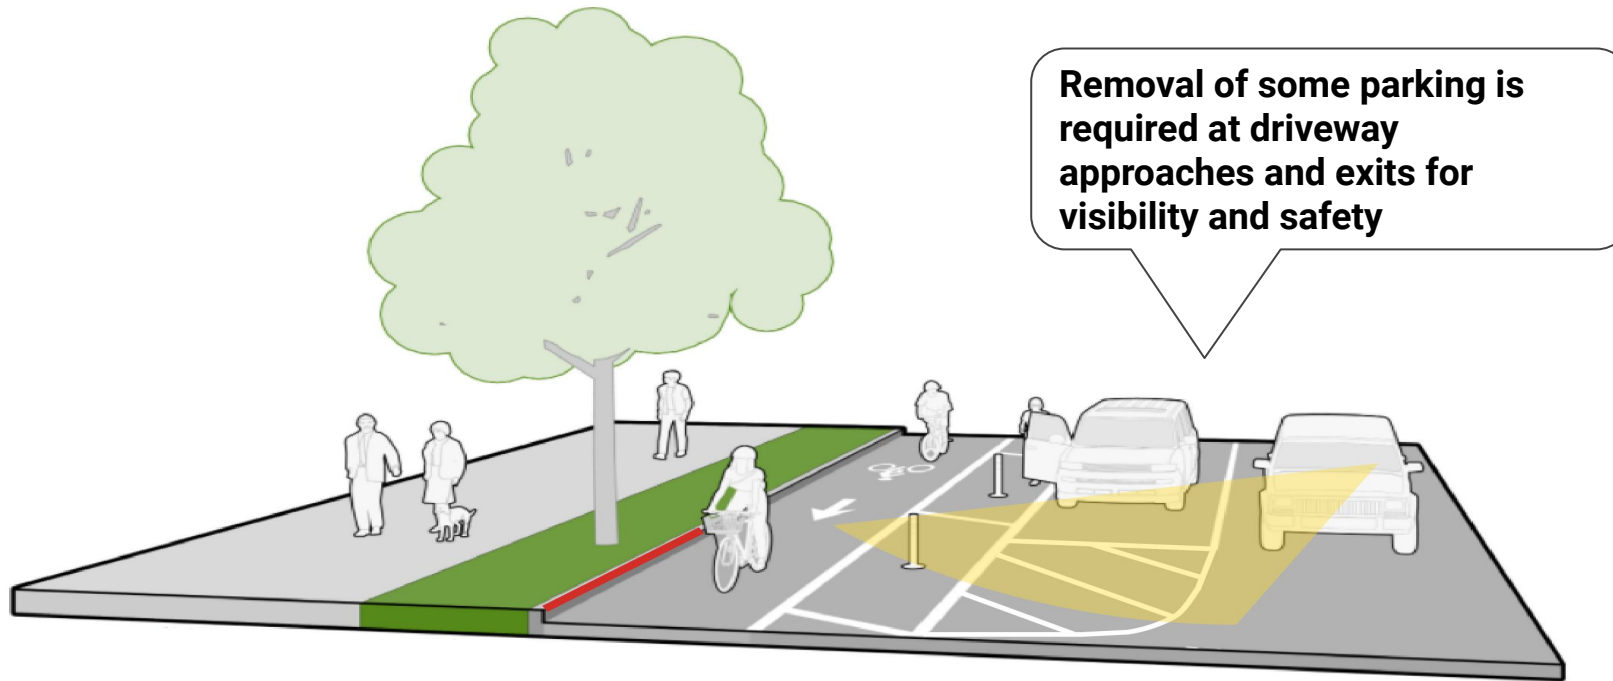 Removal of some parking is
required at driveway
approaches and exits for
visibility and safety